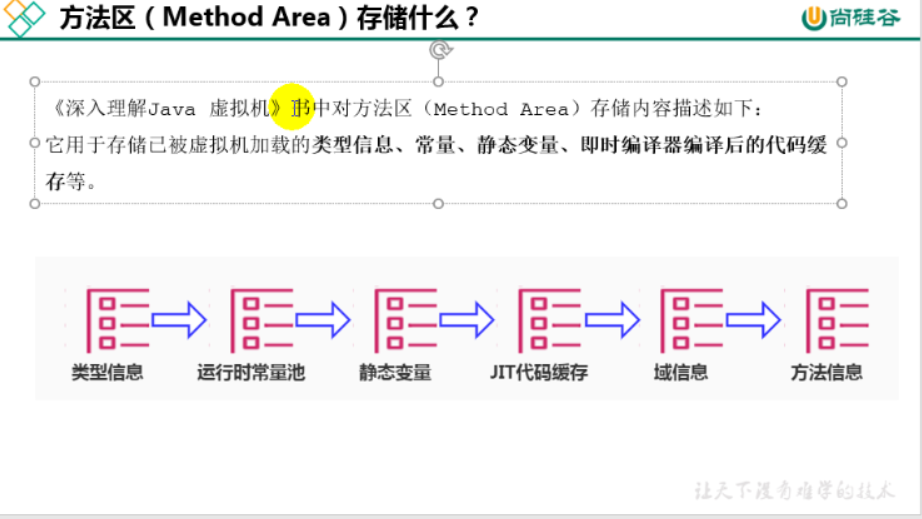 方法区（Method Area）存储什么？
尚硅谷
《深入理解Java 虚拟机》书中对方法区（Method Area）存储内容描述如下：
它用于存储已被虚拟机加载的类型信息、常量、静态变量、即时编译器编译后的代码缓
存等。
类型信息 运行时常量池 静态变量 JIT代码缓存 域信息 方法信息
让天下没有难学的技术